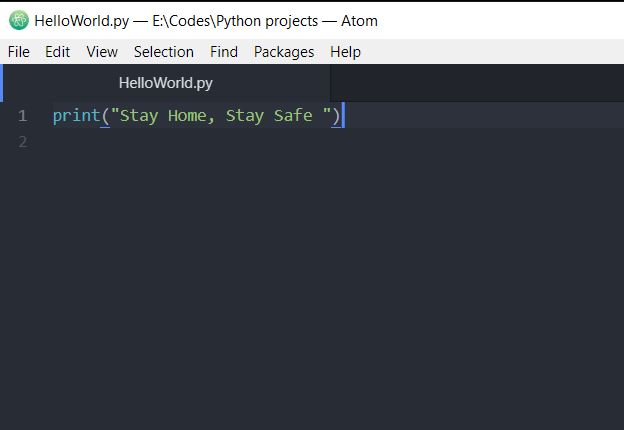 HelloWorld.py — E:\Codes\Python projects — Atom
File Edit View Selection Find Packages Help
HelloWorld.py
1 print("Stay Home, Stay Safe ")
2